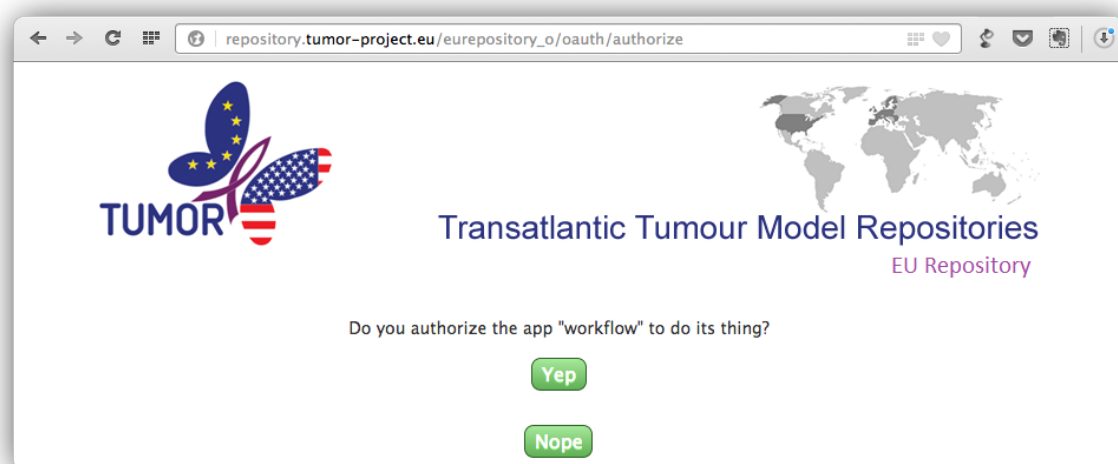 repository.tumor-project.eu/eurepository_o/oauth/authorize
TUMOR
Transatlantic Tumour Model Repositories
EU Repository
Do you authorize the app "workflow" to do its thing?
Yep
Nope